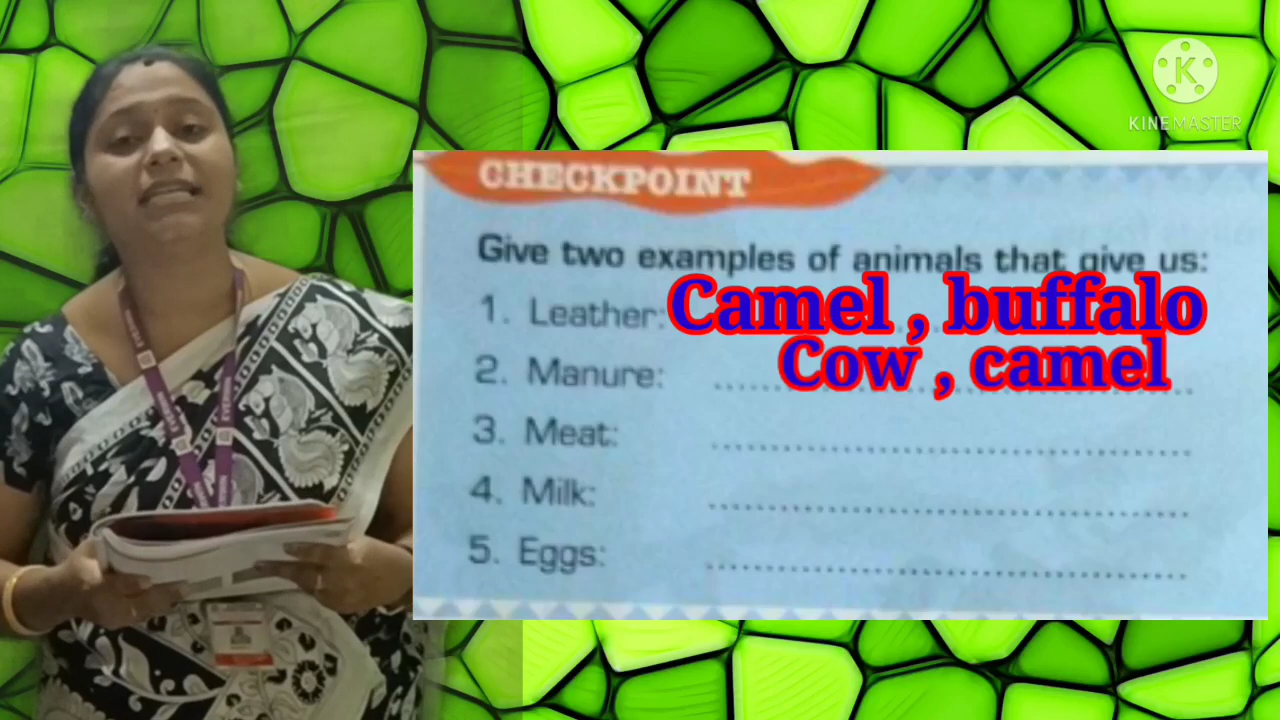 KINEMASTER
CHECKPOINT
Give two examples of animals that give us:
1. Leather: Camel , buffalo
2. Manure: Cow , camel
3. Meat:
4. Milk:
5. Eggs: